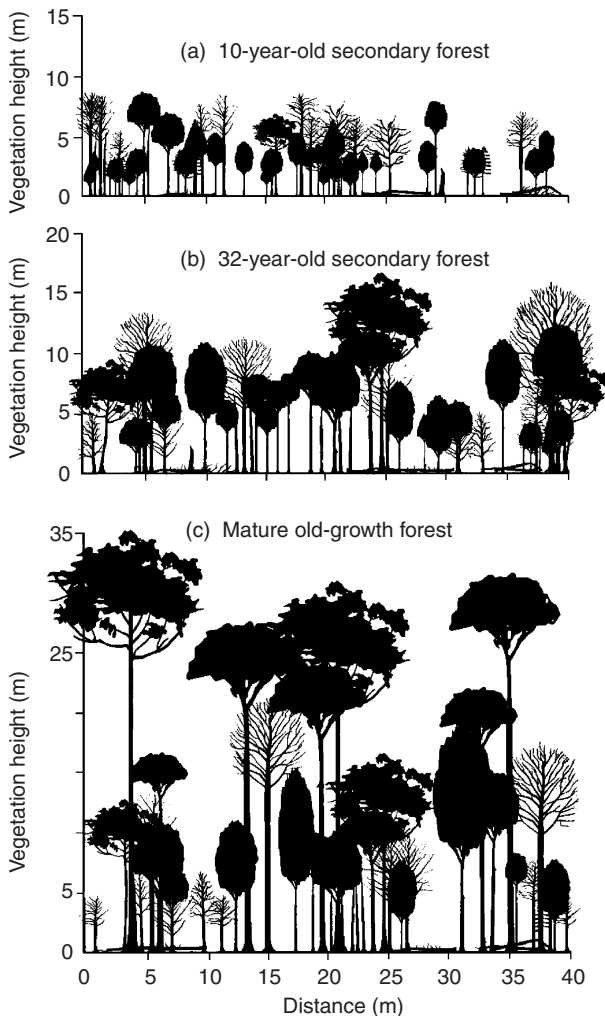 15
(a) 10-year-old secondary forest
10
5
0
Vegetation height (m)
20
(b) 32-year-old secondary forest
15
10
5
0
Vegetation height (m)
(c) Mature old-growth forest
35
25
5
0
Vegetation height (m)
0 5 10 15 20 25 30 35 40
Distance (m)